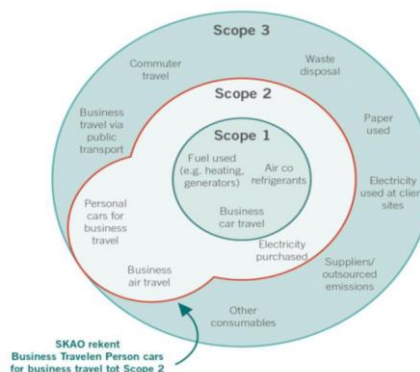 Scope 3
Commuter
travel
Waste
disposal
Scope 2
Business
travel via
public
transport
Paper
used
Scope 1
Fuel used
(e.g. heating,
generators)
Air co
refrigerants
Electricity
used at client
sites
Personal
cars for
business
travel
Business
car travel
Electricity
purchased
Business
air travel
Suppliers/
outsourced
emissions
Other
consumables
SKAO rekent
Business Travelen Person cars
for business travel tot Scope 2